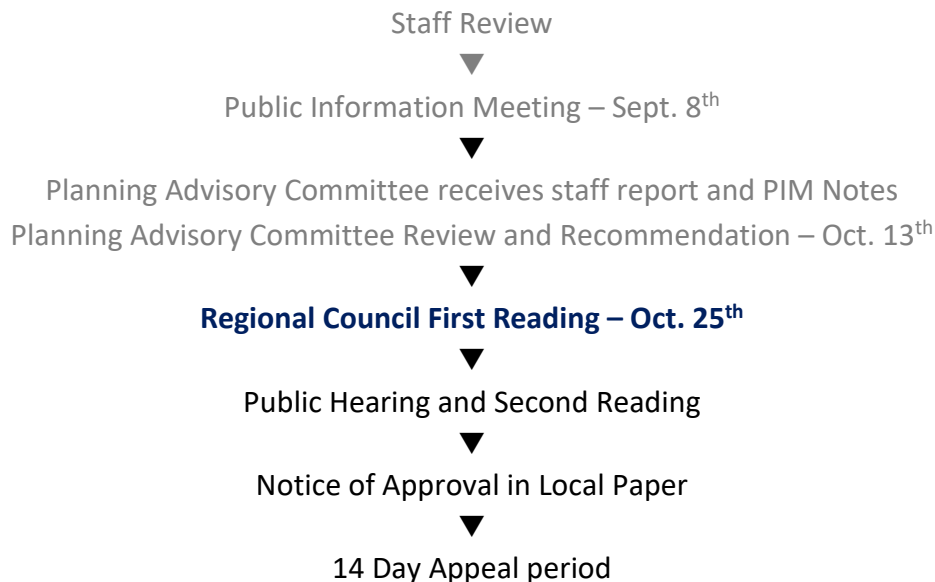 Staff Review
Public Information Meeting – Sept. 8th
Planning Advisory Committee receives staff report and PIM Notes
Planning Advisory Committee Review and Recommendation – Oct. 13th
Regional Council First Reading – Oct. 25th
Public Hearing and Second Reading
Notice of Approval in Local Paper
14 Day Appeal period